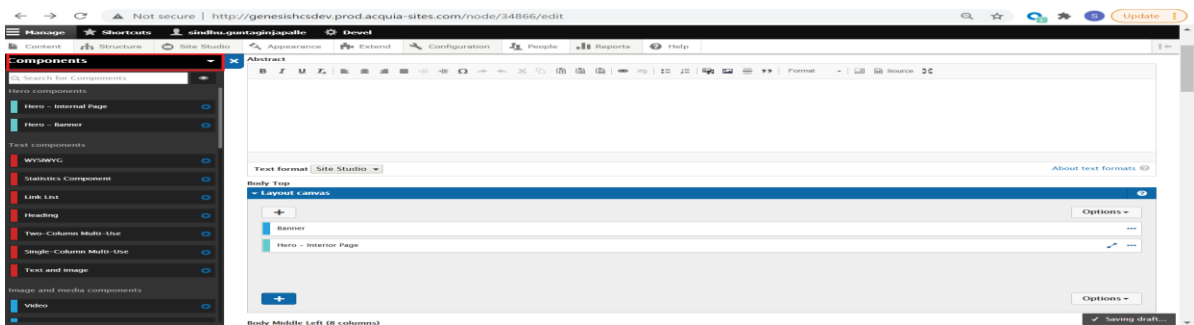 Not secure | http://genesishcsdev.prod.acquia-sites.com/node/34866/edit
S Update
Manage Shortcuts sindhu.guntaginjapalle Devel
Content Structure Site Studio Appearance Extend Configuration People Reports Help
Components
Search for Components
Hero components
Hero – Internal Page
Hero – Banner
Text components
WYSIWYG
Statistics Component
Link List
Heading
Two-Column Multi-Use
Single-Column Multi-Use
Text and image
Image and media components
Video
Abstract
B I U Ix Ω Format Source
Text format Site Studio About text formats
Body Top
Layout canvas
+ Options
Banner
Hero – Interior Page
+ Options
Body Middle Left (8 columns)
✓ Saving draft...